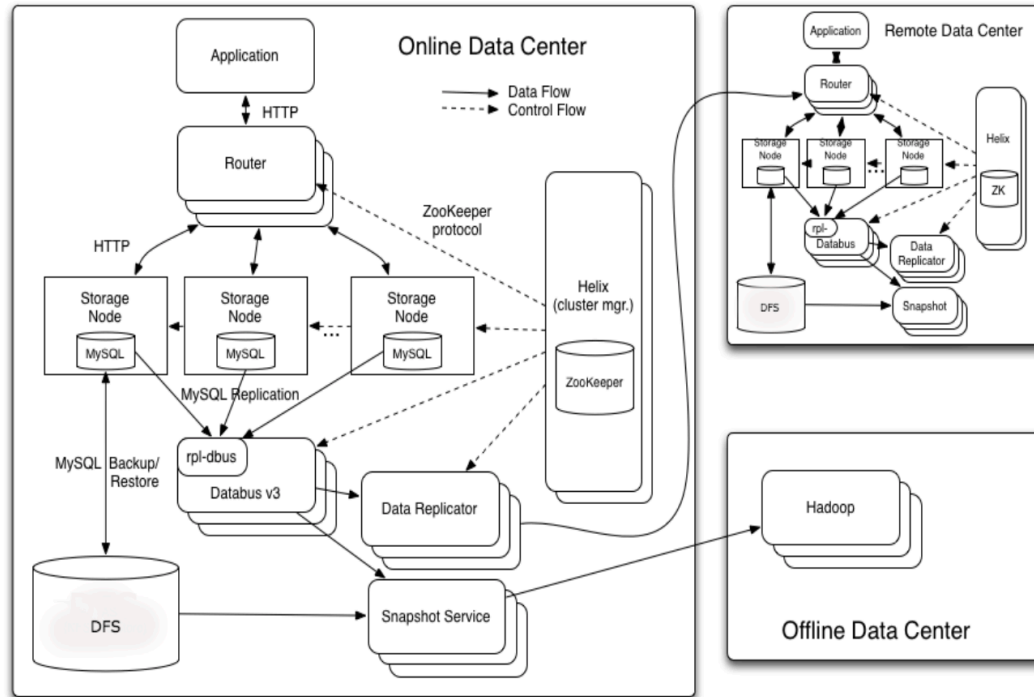 Online Data Center
Application
Data Flow
Control Flow
HTTP
Router
ZooKeeper
protocol
HTTP
Storage
Node
MySQL
Storage
Node
MySQL
...
Storage
Node
MySQL
Helix
(cluster mgr.)
ZooKeeper
MySQL Replication
MySQL Backup/
Restore
rpl-dbus
Databus v3
Data Replicator
DFS
Snapshot Service
Remote Data Center
Application
Router
Storage
Node
Storage
Node
...
Storage
Node
Helix
ZK
rpl-
Databus
Data
Replicator
DFS
Snapshot
Hadoop
Offline Data Center